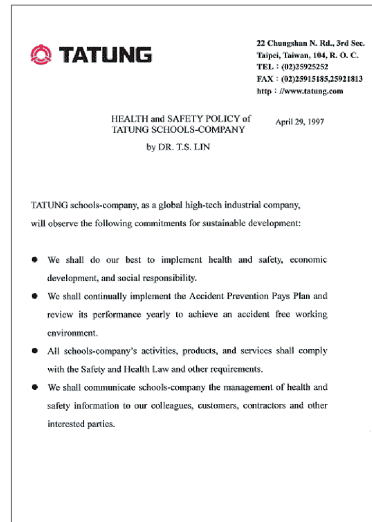 TATUNG
22 Chungshan N. Rd., 3rd Sec.
Taipei, Taiwan, 104, R. O. C.
TEL : (02)25925252
FAX : (02)25915185,25921813
http : //www.tatung.com
HEALTH and SAFETY POLICY of
TATUNG SCHOOLS-COMPANY
April 29, 1997
by DR. T.S. LIN
TATUNG schools-company, as a global high-tech industrial company,
will observe the following commitments for sustainable development:
● We shall do our best to implement health and safety, economic
development, and social responsibility.
● We shall continually implement the Accident Prevention Pays Plan and
review its performance yearly to achieve an accident free working
environment.
● All schools-company's activities, products, and services shall comply
with the Safety and Health Law and other requirements.
● We shall communicate schools-company the management of health and
safety information to our colleagues, customers, contractors and other
interested parties.